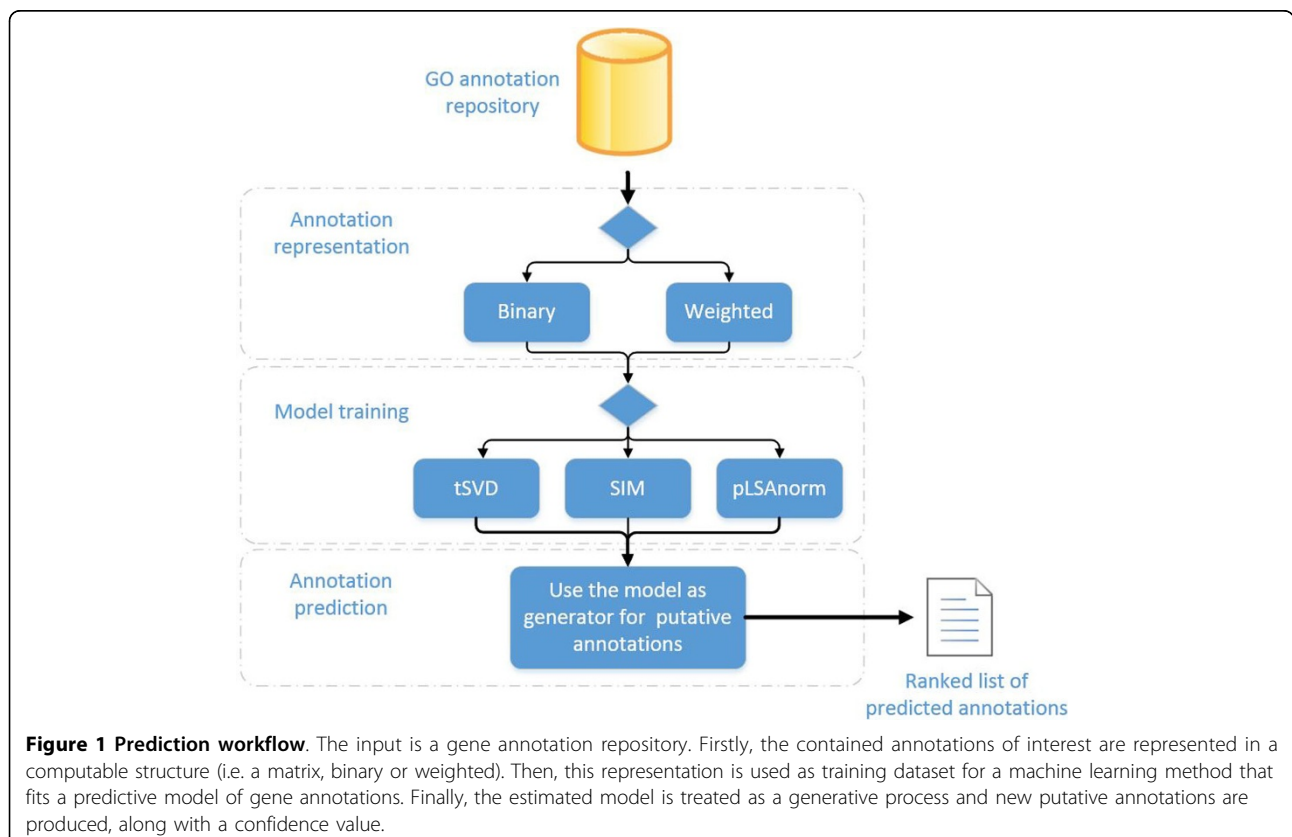 GO annotation
repository
Annotation
representation
Binary
Weighted
Model training
tSVD
SIM
pLSAnorm
Annotation
prediction
Use the model as
generator for putative
annotations
Ranked list of
predicted annotations
Figure 1 Prediction workflow. The input is a gene annotation repository. Firstly, the contained annotations of interest are represented in a
computable structure (i.e. a matrix, binary or weighted). Then, this representation is used as training dataset for a machine learning method that
fits a predictive model of gene annotations. Finally, the estimated model is treated as a generative process and new putative annotations are
produced, along with a confidence value.